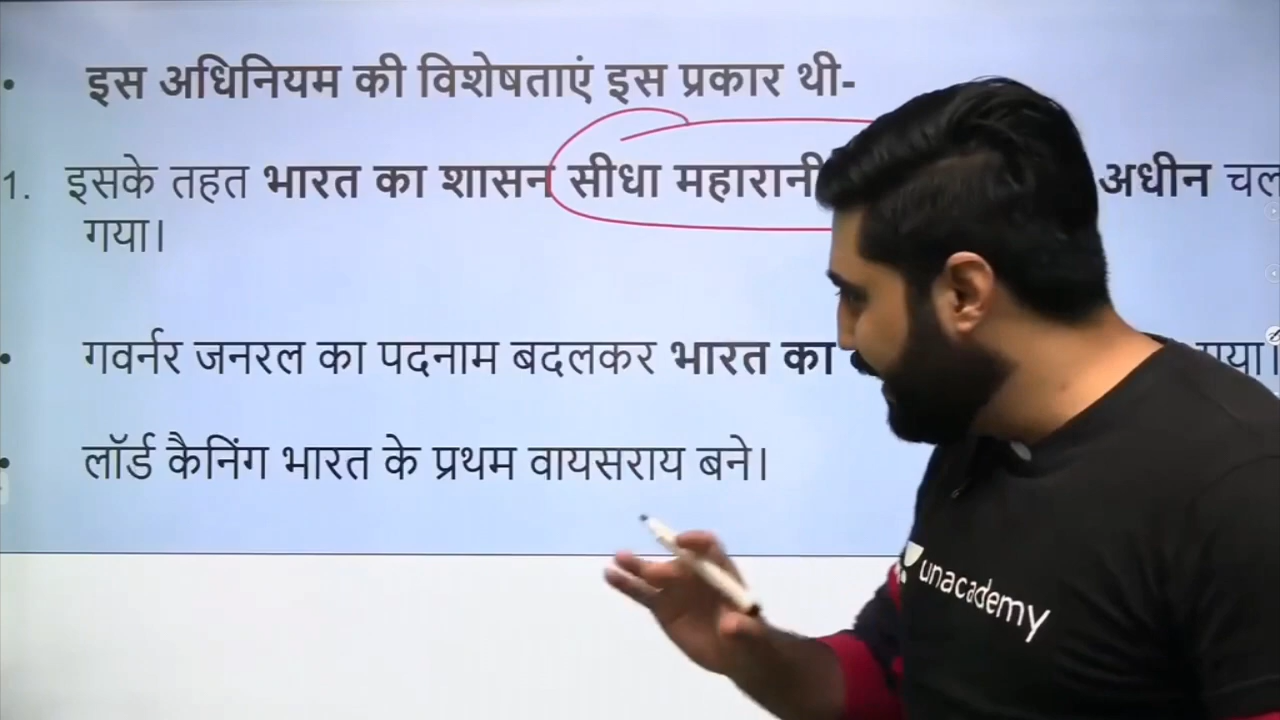 इस अधिनियम की विशेषताएं इस प्रकार थी-
1. इसके तहत भारत का शासन सीधा महारानी अधीन चल
गया।
गवर्नर जनरल का पदनाम बदलकर भारत का गया।
लॉर्ड कैनिंग भारत के प्रथम वायसराय बने।
unacademy